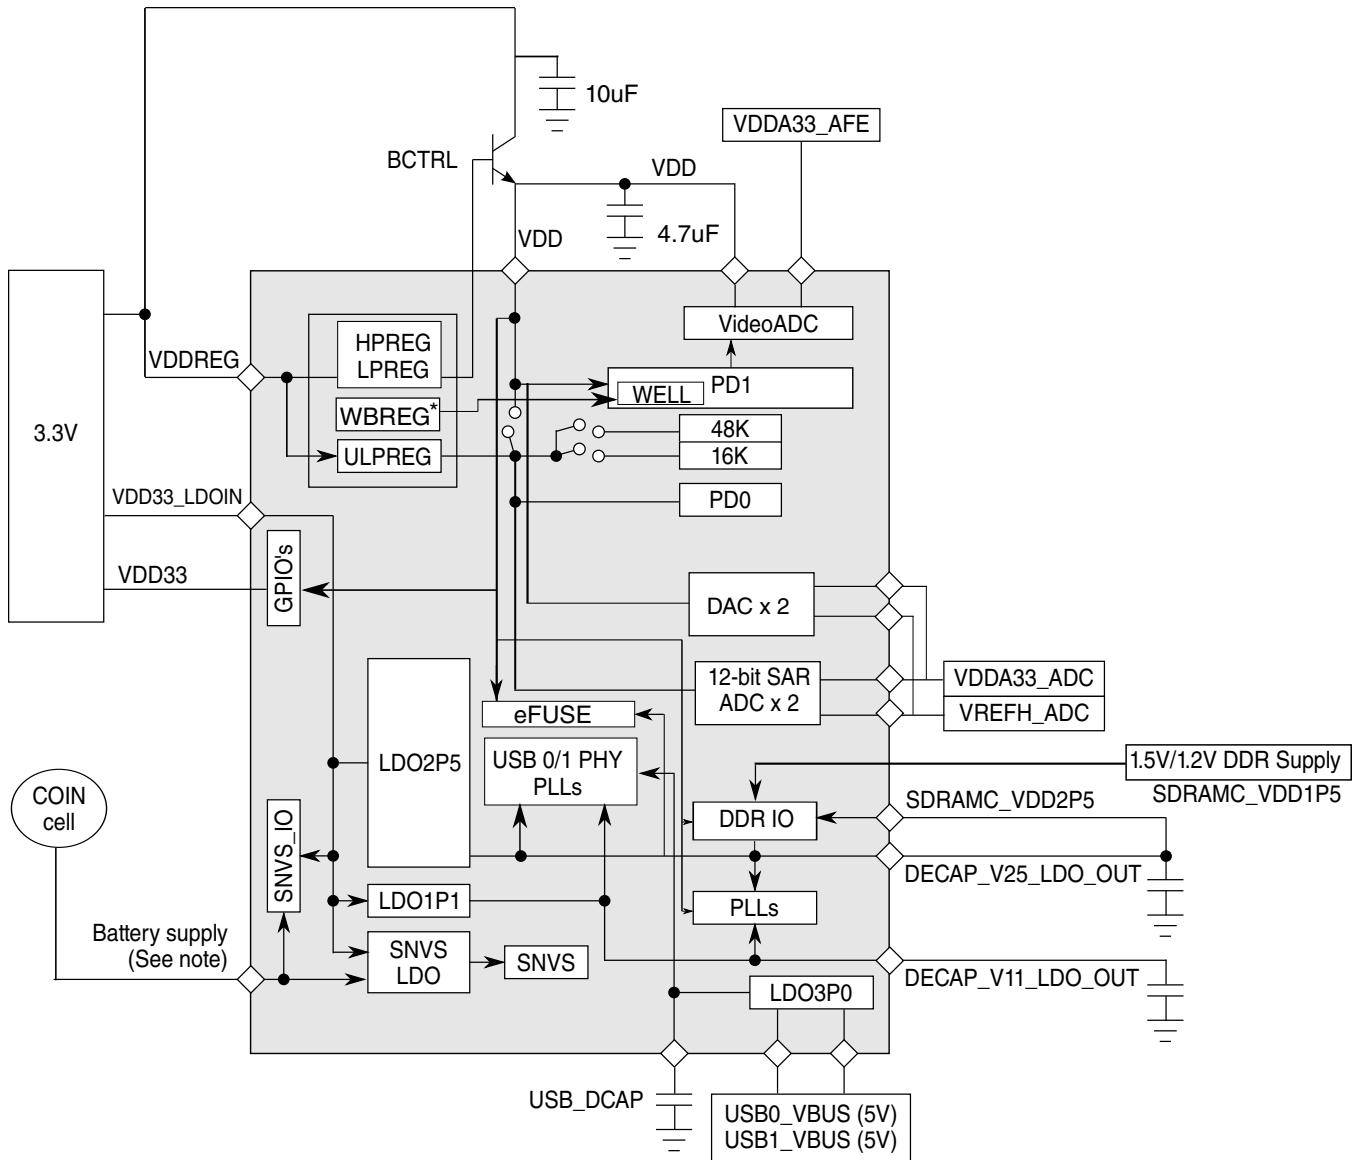 10uF
VDDA33_AFE
BCTRL
VDD
4.7uF
VDD
VideoADC
HPREG
LPREG
VDDREG
PD1
WELL
WBREG*
3.3V
48K
ULPREG
16K
VDD33_LDOIN
PD0
VDD33
GPIO's
DAC x 2
12-bit SAR
ADC x 2
VDDA33_ADC
VREFH_ADC
eFUSE
LDO2P5
USB 0/1 PHY
PLLs
1.5V/1.2V DDR Supply
SDRAMC_VDD1P5
COIN
cell
SDRAMC_VDD2P5
DDR IO
SNVS_IO
DECAP_V25_LDO_OUT
LDO1P1
PLLs
Battery supply
(See note)
SNVS
LDO
SNVS
DECAP_V11_LDO_OUT
LDO3P0
USB_DCAP
USB0_VBUS (5V)
USB1_VBUS (5V)